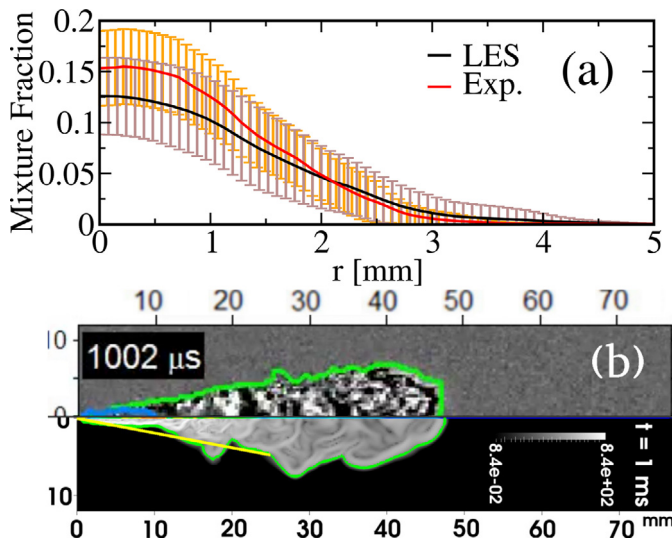 0.2
0.15
0.1
0.05
0
Mixture Fraction
LES
Exp.
(a)
0 1 2 3 4 5
r [mm]
10 20 30 40 50 60 70
10
1002 μs
(b)
0
0
10
8.4e-02
8.4e+02
t = 1 ms
0 10 20 30 40 50 60 70 mm